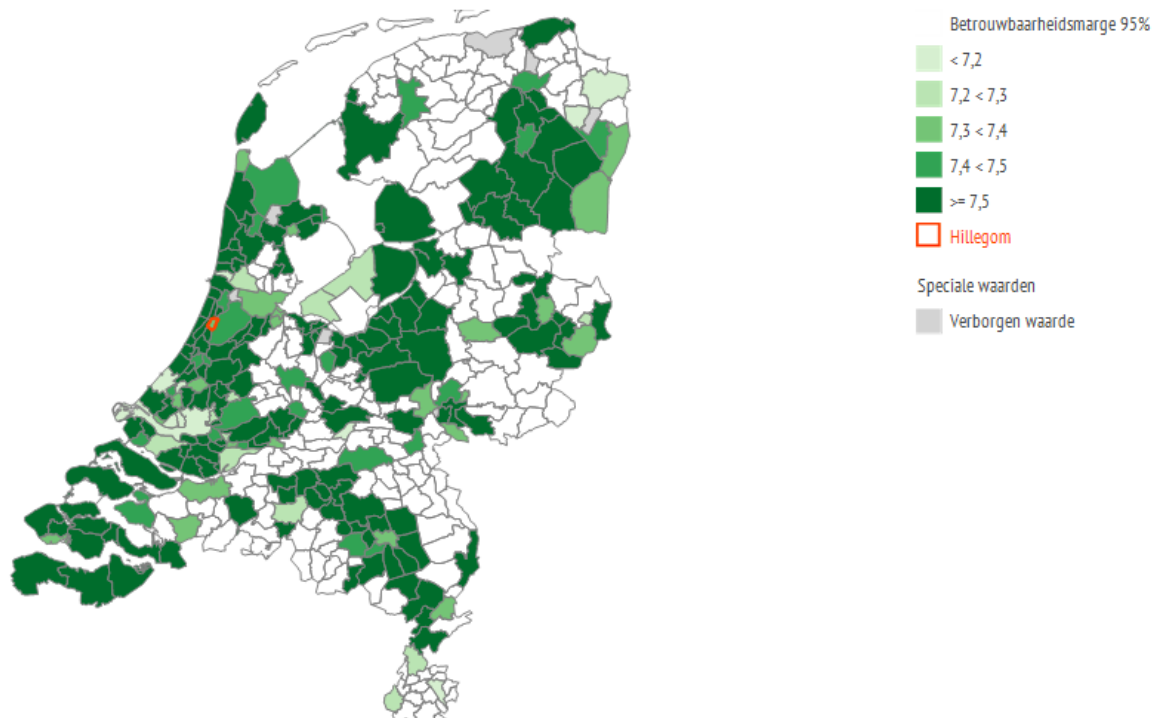 Betrouwbaarheidsmarge 95%
< 7,2
7,2 < 7,3
7,3 < 7,4
7,4 < 7,5
>= 7,5
Hillegom
Speciale waarden
Verborgen waarde